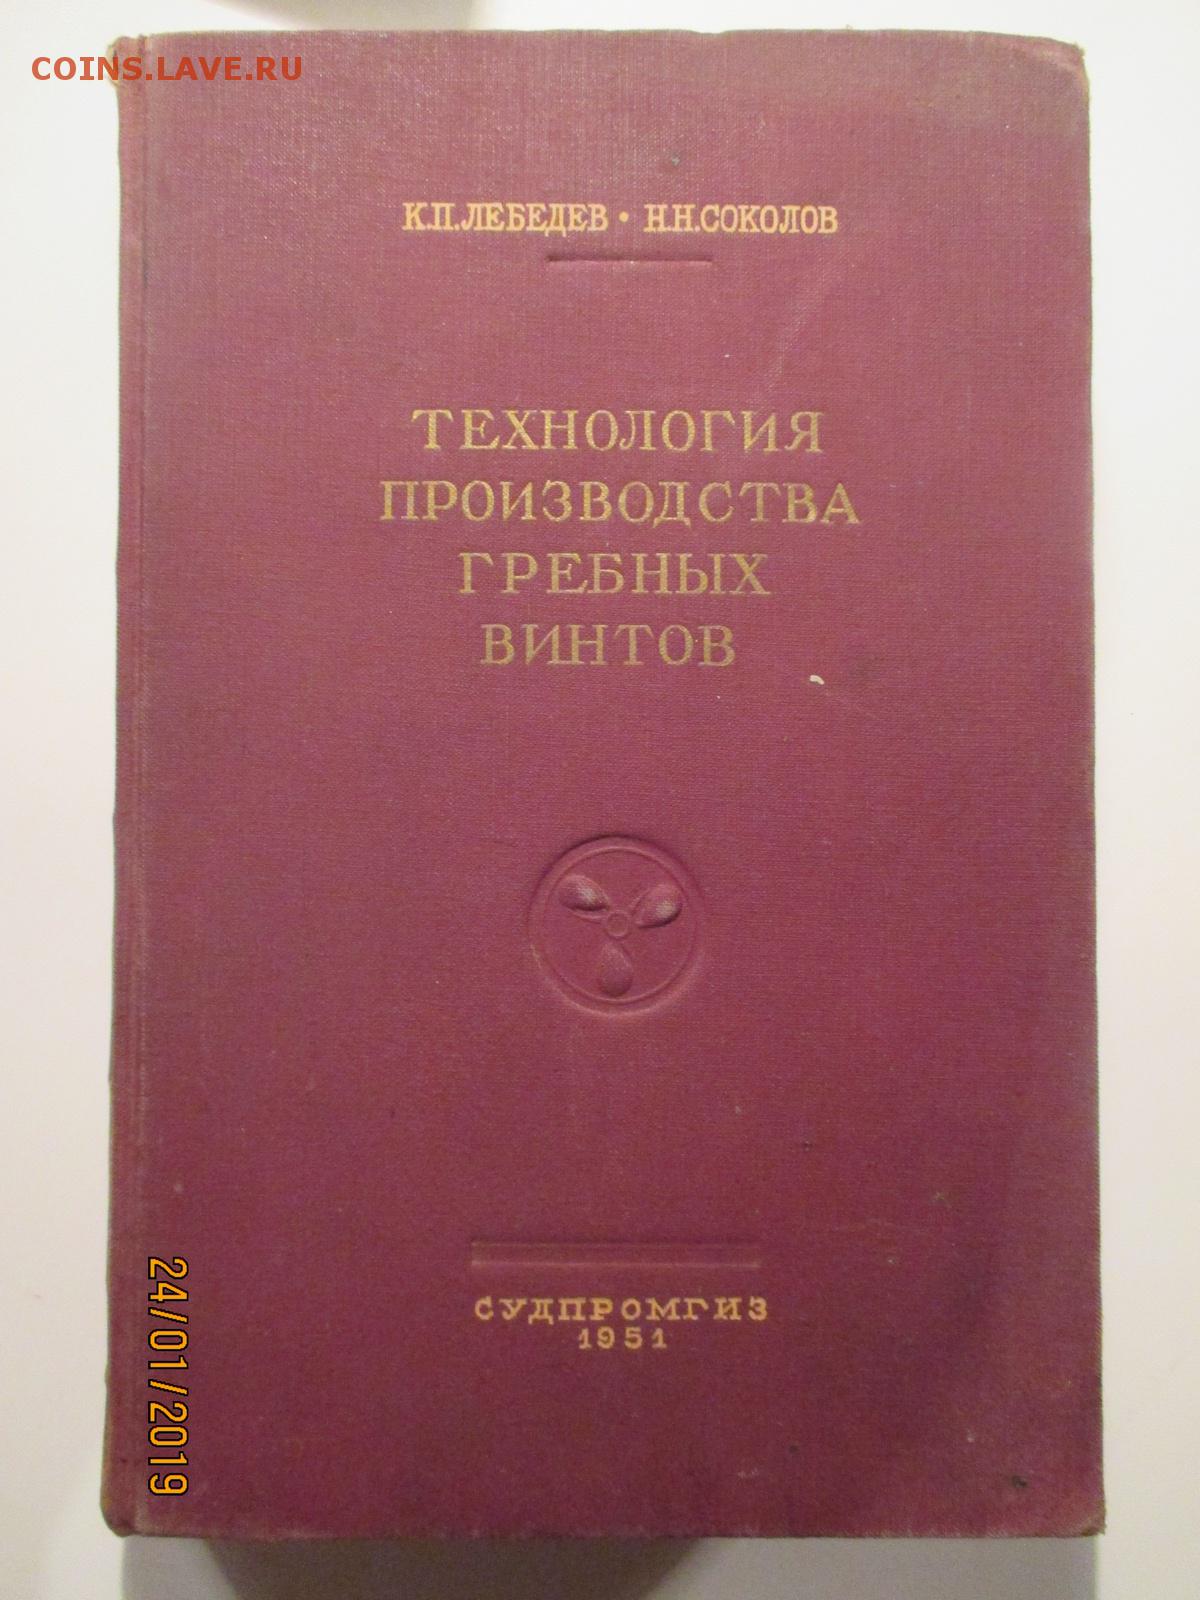 COINS.LAVE.RU
К.П.ЛЕБЕДЕВ • Н.Н.СОКОЛОВ
ТЕХНОЛОГИЯ
ПРОИЗВОДСТВА
ГРЕБНЫХ
ВИНТОВ
СУДПРОМГИЗ
1951
24/01/2019